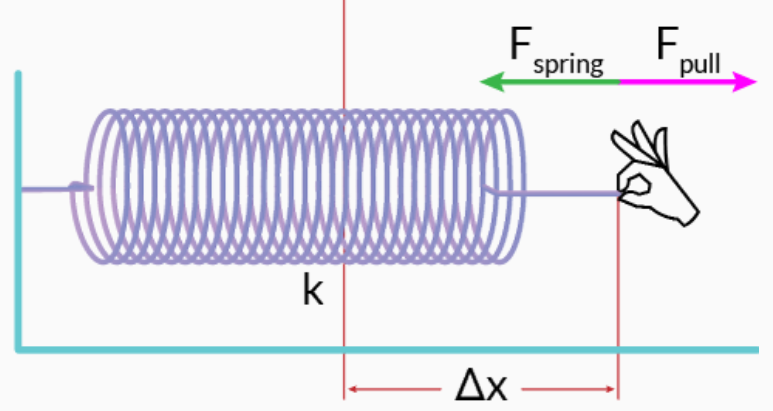 Fspring Fpull
k
Δx